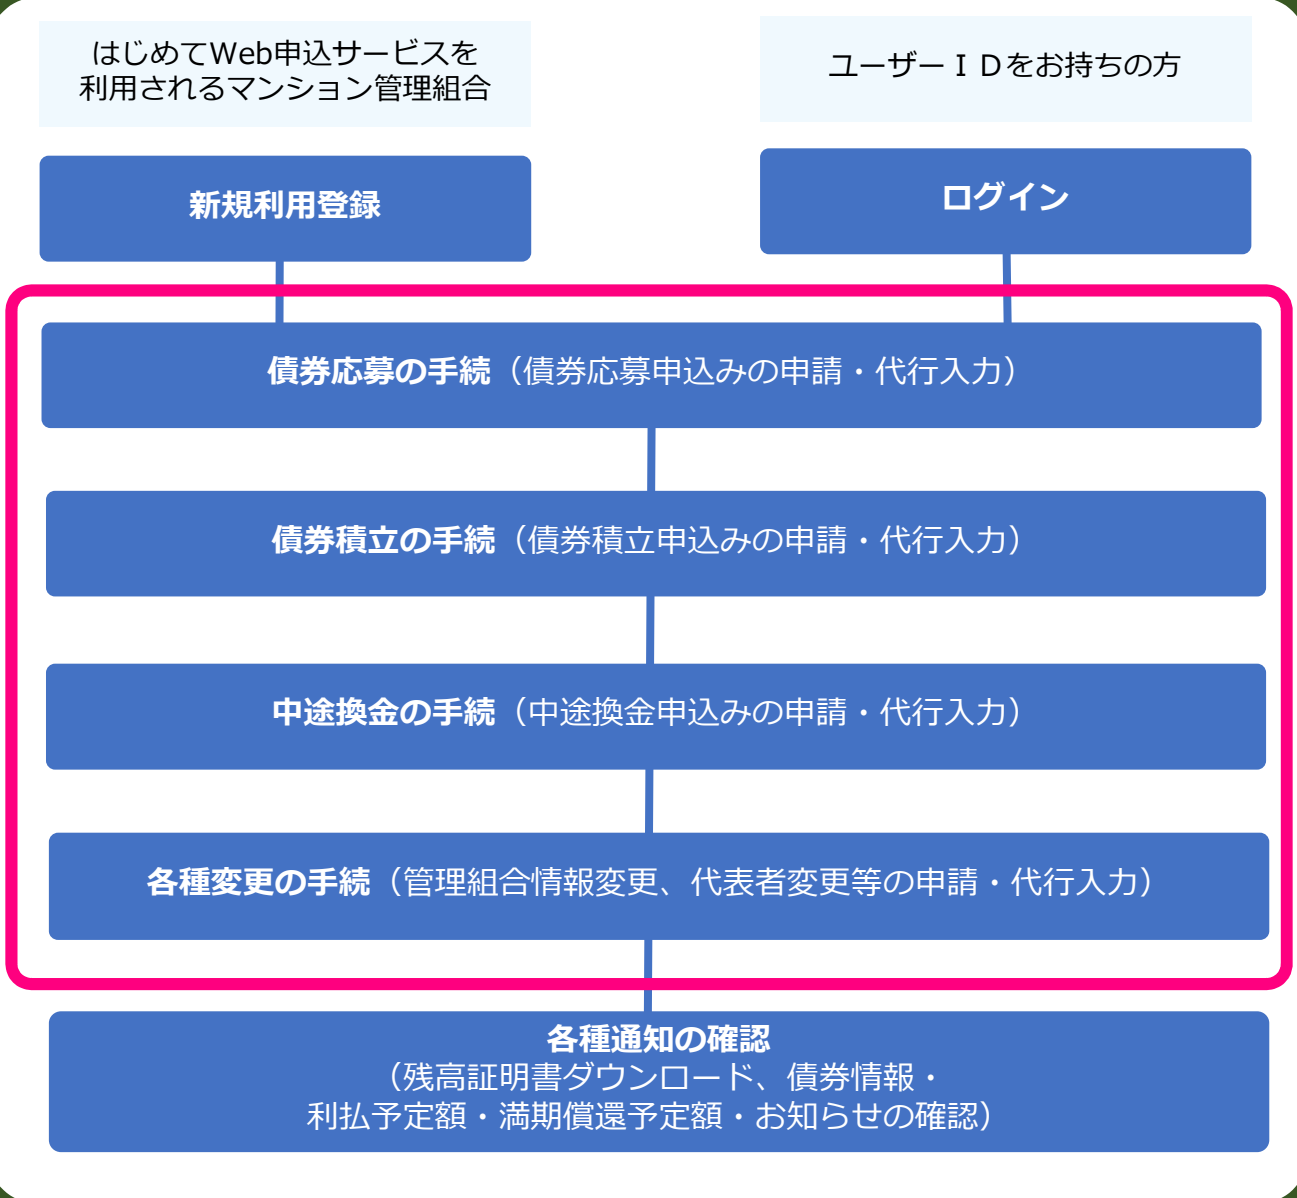 はじめてWeb申込サービスを
利用されるマンション管理組合
ユーザーＩＤをお持ちの方
新規利用登録
ログイン
債券応募の手続（債券応募申込みの申請・代行入力）
債券積立の手続（債券積立申込みの申請・代行入力）
中途換金の手続（中途換金申込みの申請・代行入力）
各種変更の手続（管理組合情報変更、代表者変更等の申請・代行入力）
各種通知の確認
（残高証明書ダウンロード、債券情報・
利払予定額・満期償還予定額・お知らせの確認）